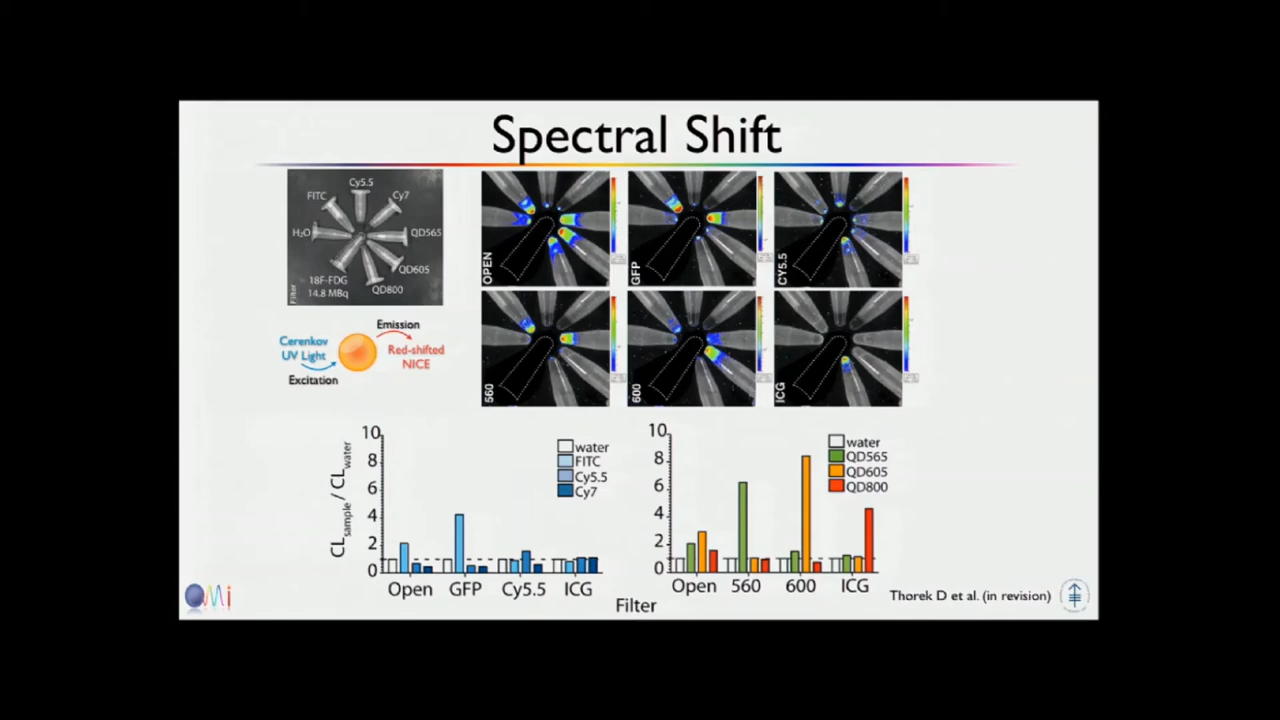 Spectral Shift
Cy5.5
FITC
Cy7
H₂O
QD565
QD605
18F-FDG
14.8 MBq
QD800
Filter
OPEN
GFP
CY5.5
560
600
ICG
Emission
Cerenkov
UV Light
Red-shifted
NICE
Excitation
CLsample / CLwater
10
8
6
4
2
0
water
FITC
Cy5.5
Cy7
Open GFP Cy5.5 ICG
10
8
6
4
2
0
water
QD565
QD605
QD800
Open 560 600 ICG
Filter
Thorek D et al. (in revision)
OMi